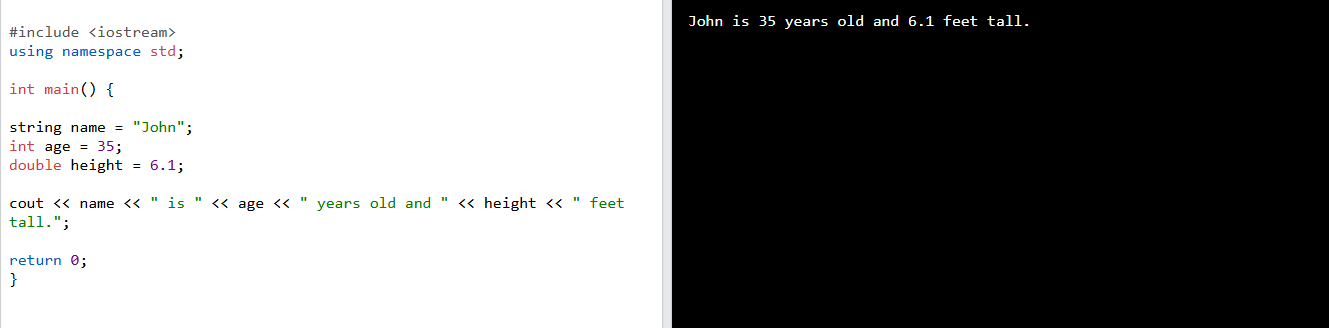 #include <iostream>
using namespace std;
int main() {
string name = "John";
int age = 35;
double height = 6.1;
cout << name << " is " << age << " years old and " << height << " feet
tall.";
return 0;
}
John is 35 years old and 6.1 feet tall.